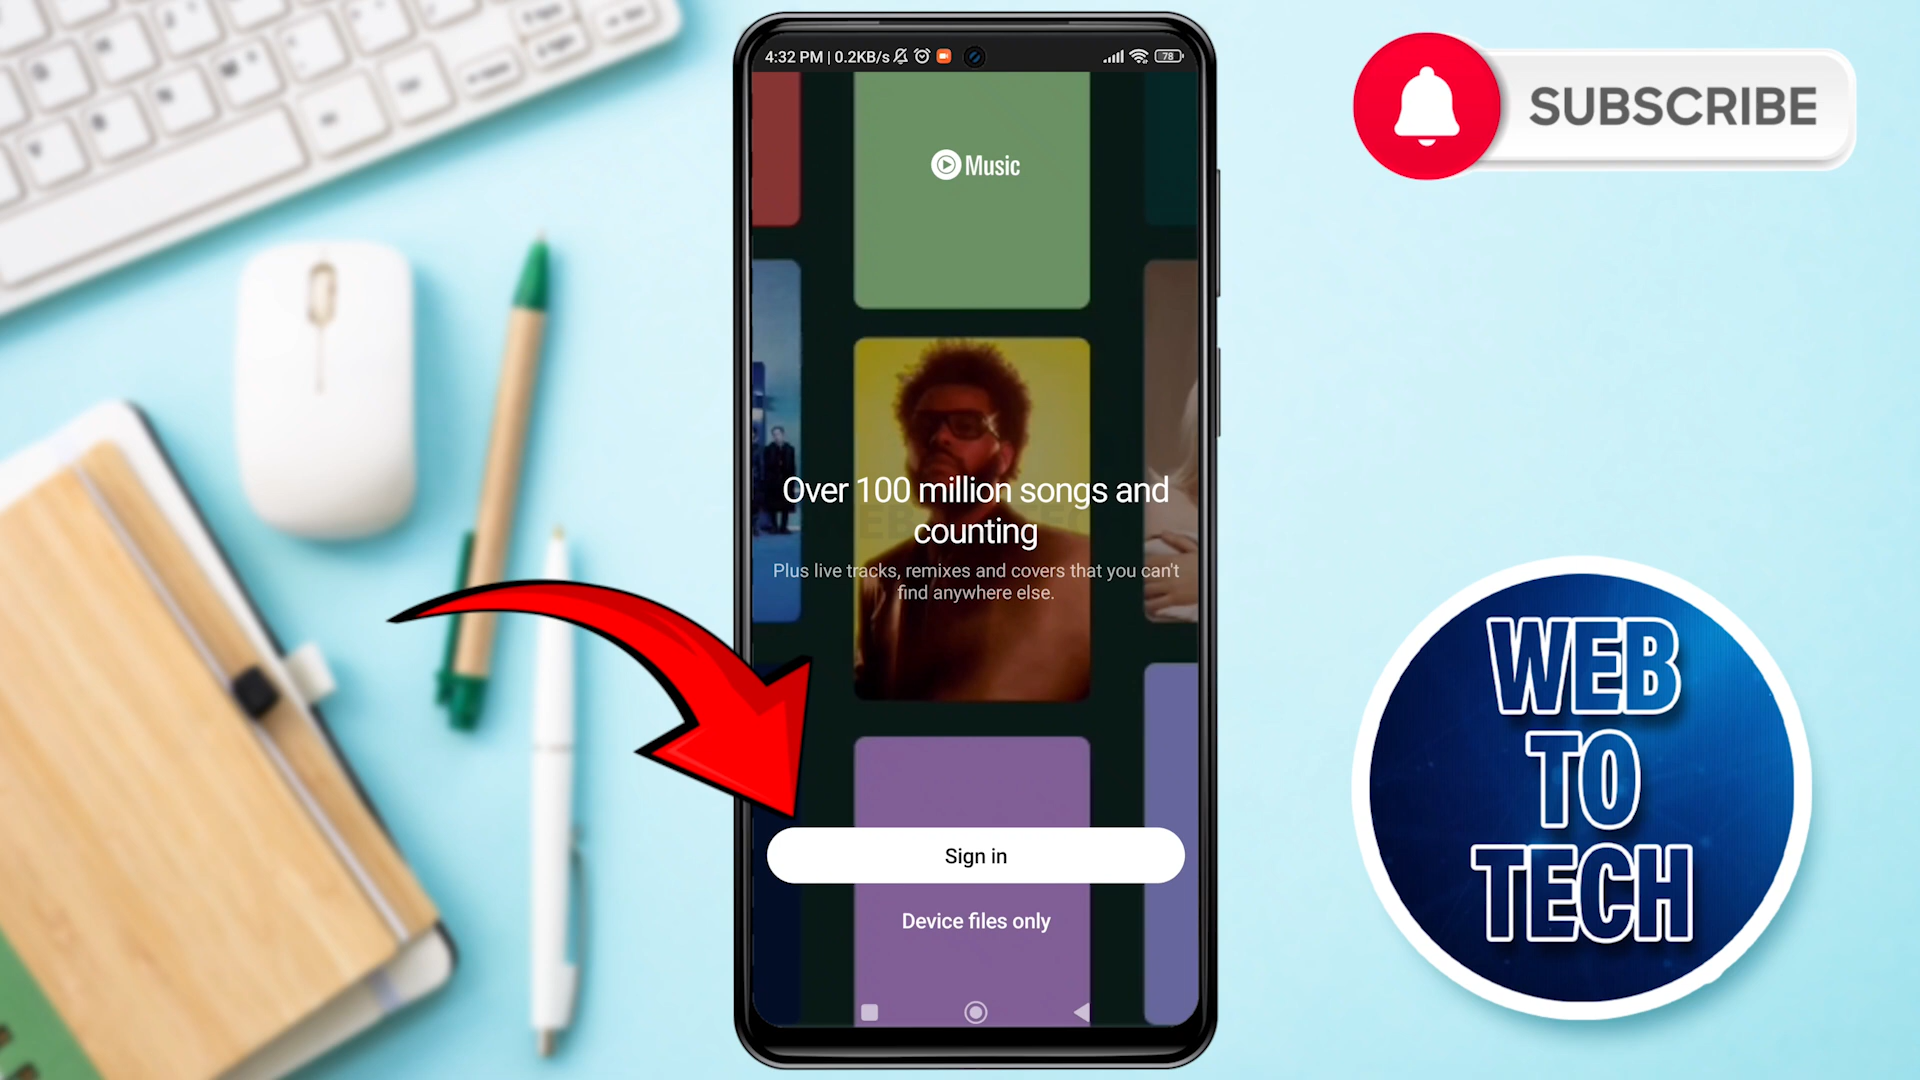 4:32 PM | 0.2KB/s
78
Music
SUBSCRIBE
Over 100 million songs and
counting
Plus live tracks, remixes and covers that you can't
find anywhere else.
Sign in
Device files only
WEB
TO
TECH